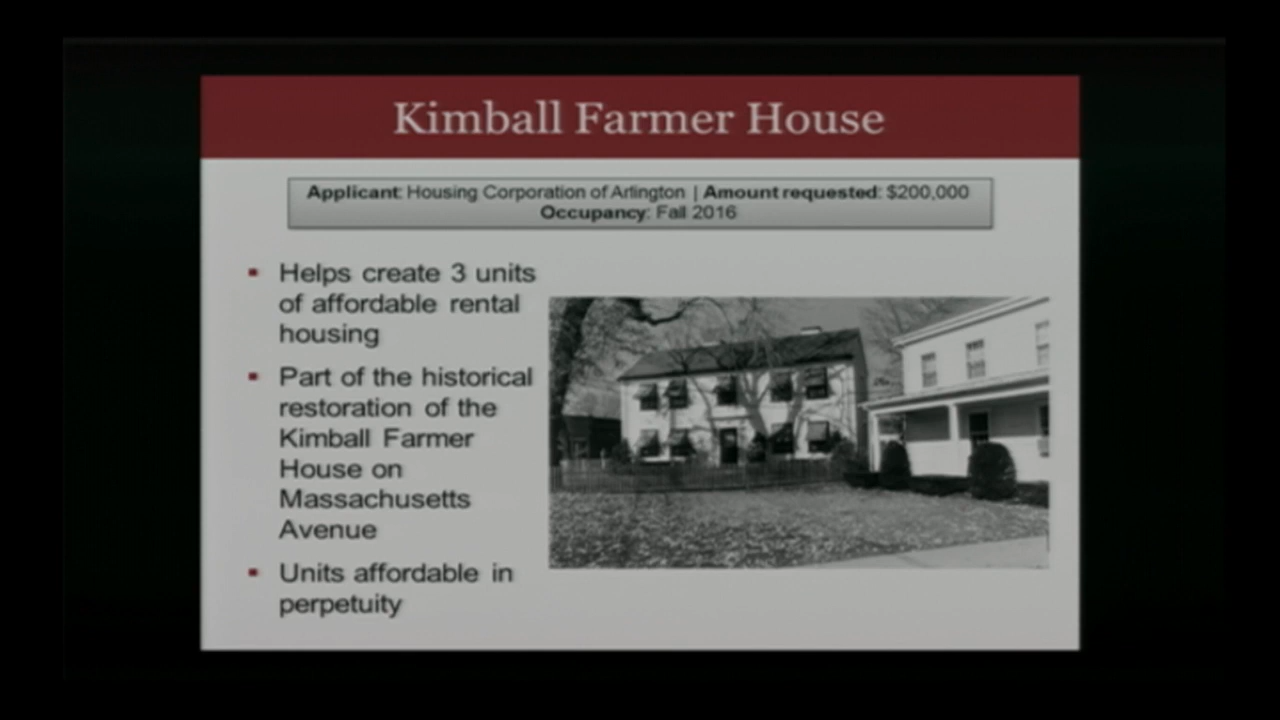 Kimball Farmer House
Applicant: Housing Corporation of Arlington | Amount requested: $200,000
Occupancy: Fall 2016
▪ Helps create 3 units
of affordable rental
housing
▪ Part of the historical
restoration of the
Kimball Farmer
House on
Massachusetts
Avenue
▪ Units affordable in
perpetuity